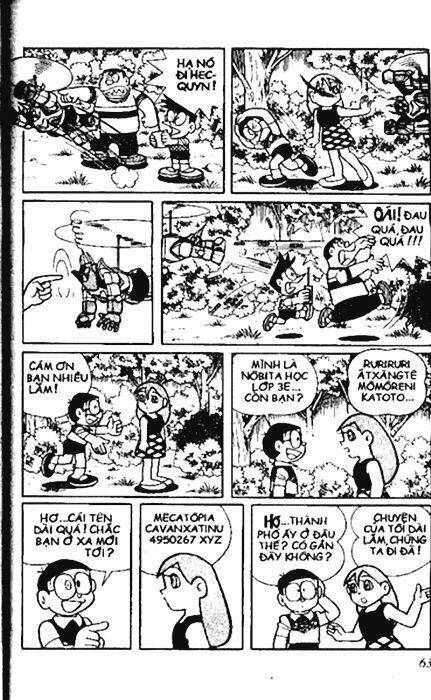 HẠ NÓ
ĐI HEC-
QUYN!
OÁI! ĐAU
QUÁ, ĐAU
QUÁ!!!
CÁM ƠN
BẠN NHIỀU
LẮM!
MÌNH LÀ
NÔBITA HỌC
LỚP 3E...
CÒN BẠN?
RURIRURI
ÂTXĂNGTÊ
MÔMÔRENI
KATOTO...
HƠ...CÁI TÊN
DÀI QUÁ! CHẮC
BẠN Ở XA MỚI
TỚI?
MECATÔPIA
CAVANXATINU
4950267 XYZ
HƠ...THÀNH
PHỐ ẤY Ở ĐÂU
THẾ? CÓ GẦN
ĐÂY KHÔNG?
CHUYỆN
CỦA TÔI DÀI
LẮM, CHÚNG
TA ĐI ĐÃ!
63